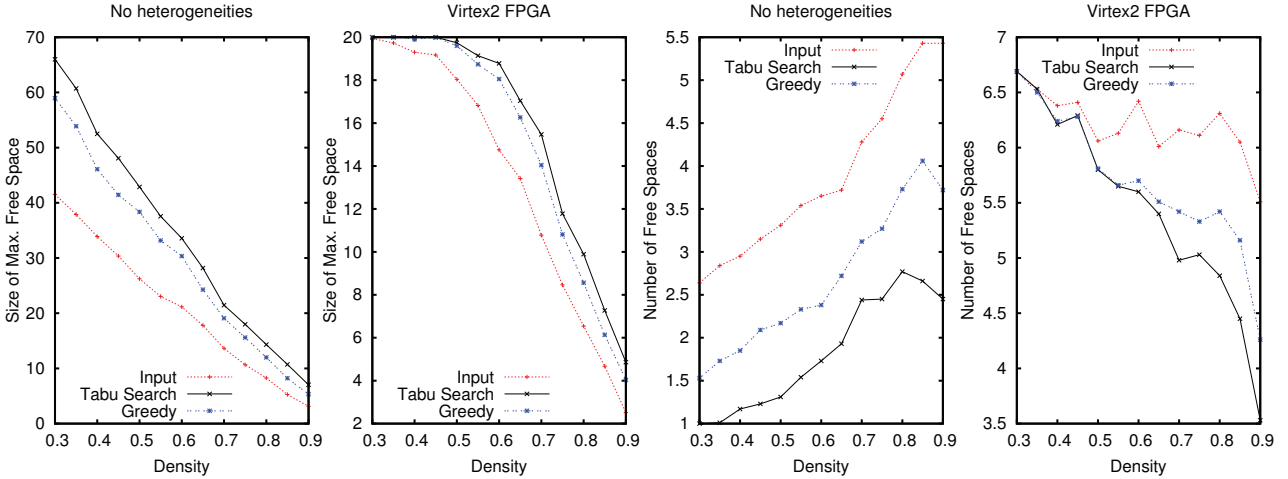 No heterogeneities
Size of Max. Free Space
70
60
50
40
30
20
10
0
Input
Tabu Search
Greedy
0.3 0.4 0.5 0.6 0.7 0.8 0.9
Density
Virtex2 FPGA
Size of Max. Free Space
20
18
16
14
12
10
8
6
4
2
Input
Tabu Search
Greedy
0.3 0.4 0.5 0.6 0.7 0.8 0.9
Density
No heterogeneities
Number of Free Spaces
5.5
5
4.5
4
3.5
3
2.5
2
1.5
1
Input
Tabu Search
Greedy
0.3 0.4 0.5 0.6 0.7 0.8 0.9
Density
Virtex2 FPGA
Number of Free Spaces
7
6.5
6
5.5
5
4.5
4
3.5
Input
Tabu Search
Greedy
0.3 0.4 0.5 0.6 0.7 0.8 0.9
Density